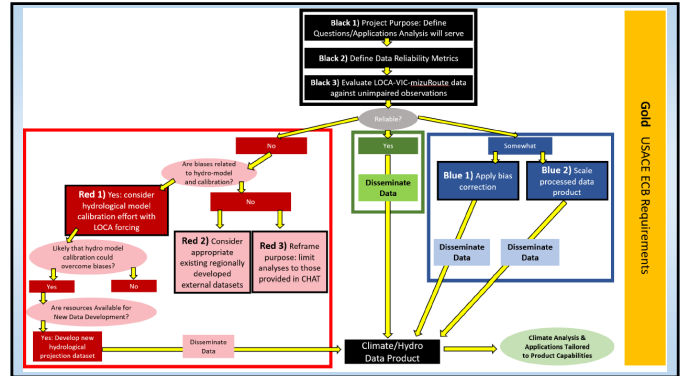 Black 1) Project Purpose: Define
Questions/Applications Analysis will serve
Black 2) Define Data Reliability Metrics
Black 3) Evaluate LOCA-VIC-mizuRoute data
against unimpaired observations
Reliable?
No
Yes
Somewhat
Are biases related
to hydro-model
and calibration?
Red 1) Yes: consider
hydrological model
calibration effort with
LOCA forcing
No
Red 2) Consider
appropriate
existing regionally
developed
external datasets
Red 3) Reframe
purpose: limit
analyses to those
provided in CHAT
Likely that hydro model
calibration could
overcome biases?
Yes
No
Are resources Available for
New Data Development?
Yes: Develop new
hydrological
projection dataset
Disseminate
Data
Disseminate
Data
Blue 1) Apply bias
correction
Blue 2) Scale
processed data
product
Disseminate
Data
Disseminate
Data
Climate/Hydro
Data Product
Climate Analysis &
Applications Tailored
to Product Capabilities
Gold USACE ECB Requirements